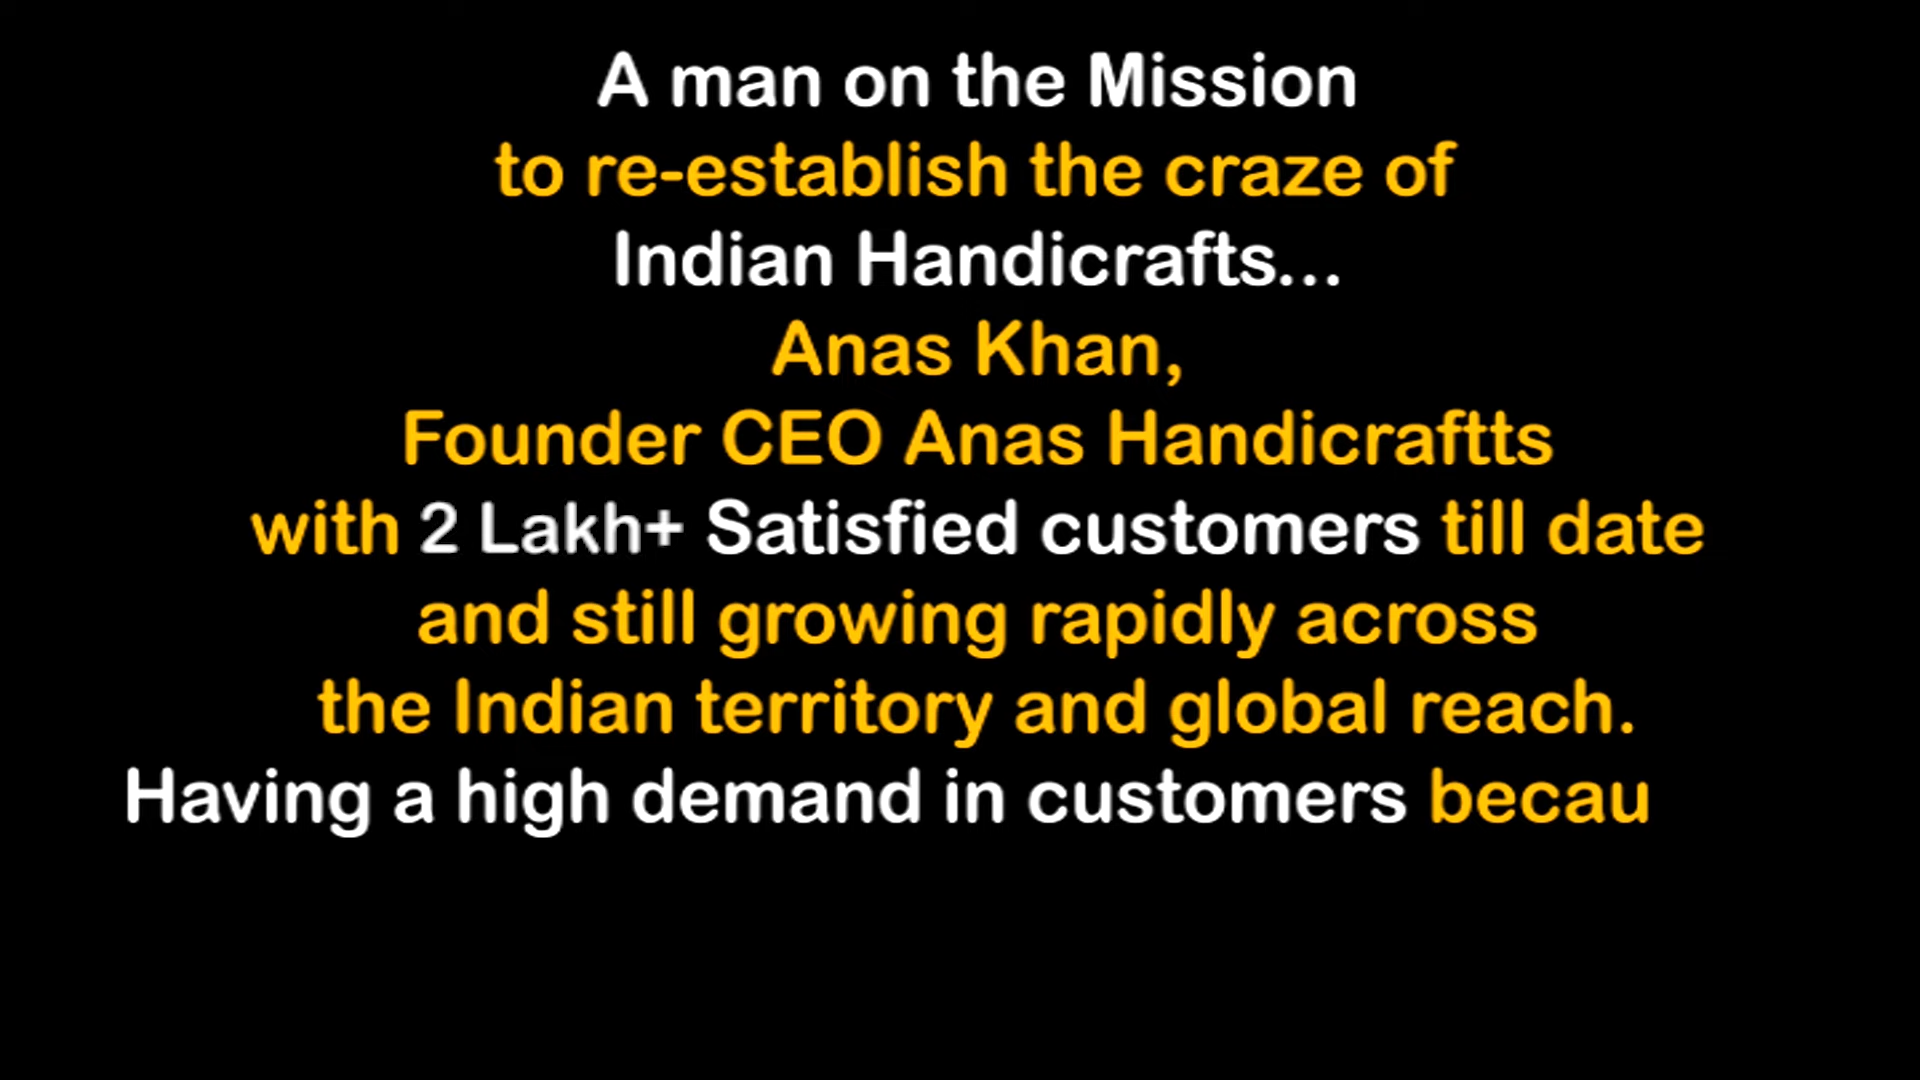 A man on the Mission
to re-establish the craze of
Indian Handicrafts...
Anas Khan,
Founder CEO Anas Handicraftts
with 2 Lakh+ Satisfied customers till date
and still growing rapidly across
the Indian territory and global reach.
Having a high demand in customers becau